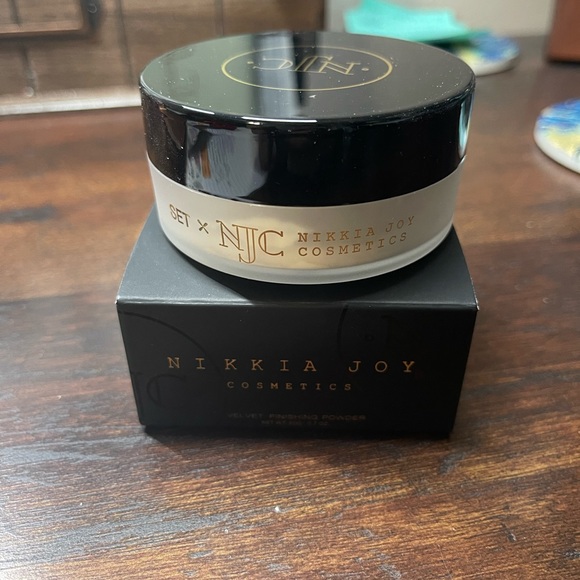 NJC
SET × NJC NIKKIA JOY
COSMETICS
NIKKIA JOY
COSMETICS
VELVET FINISHING POWDER